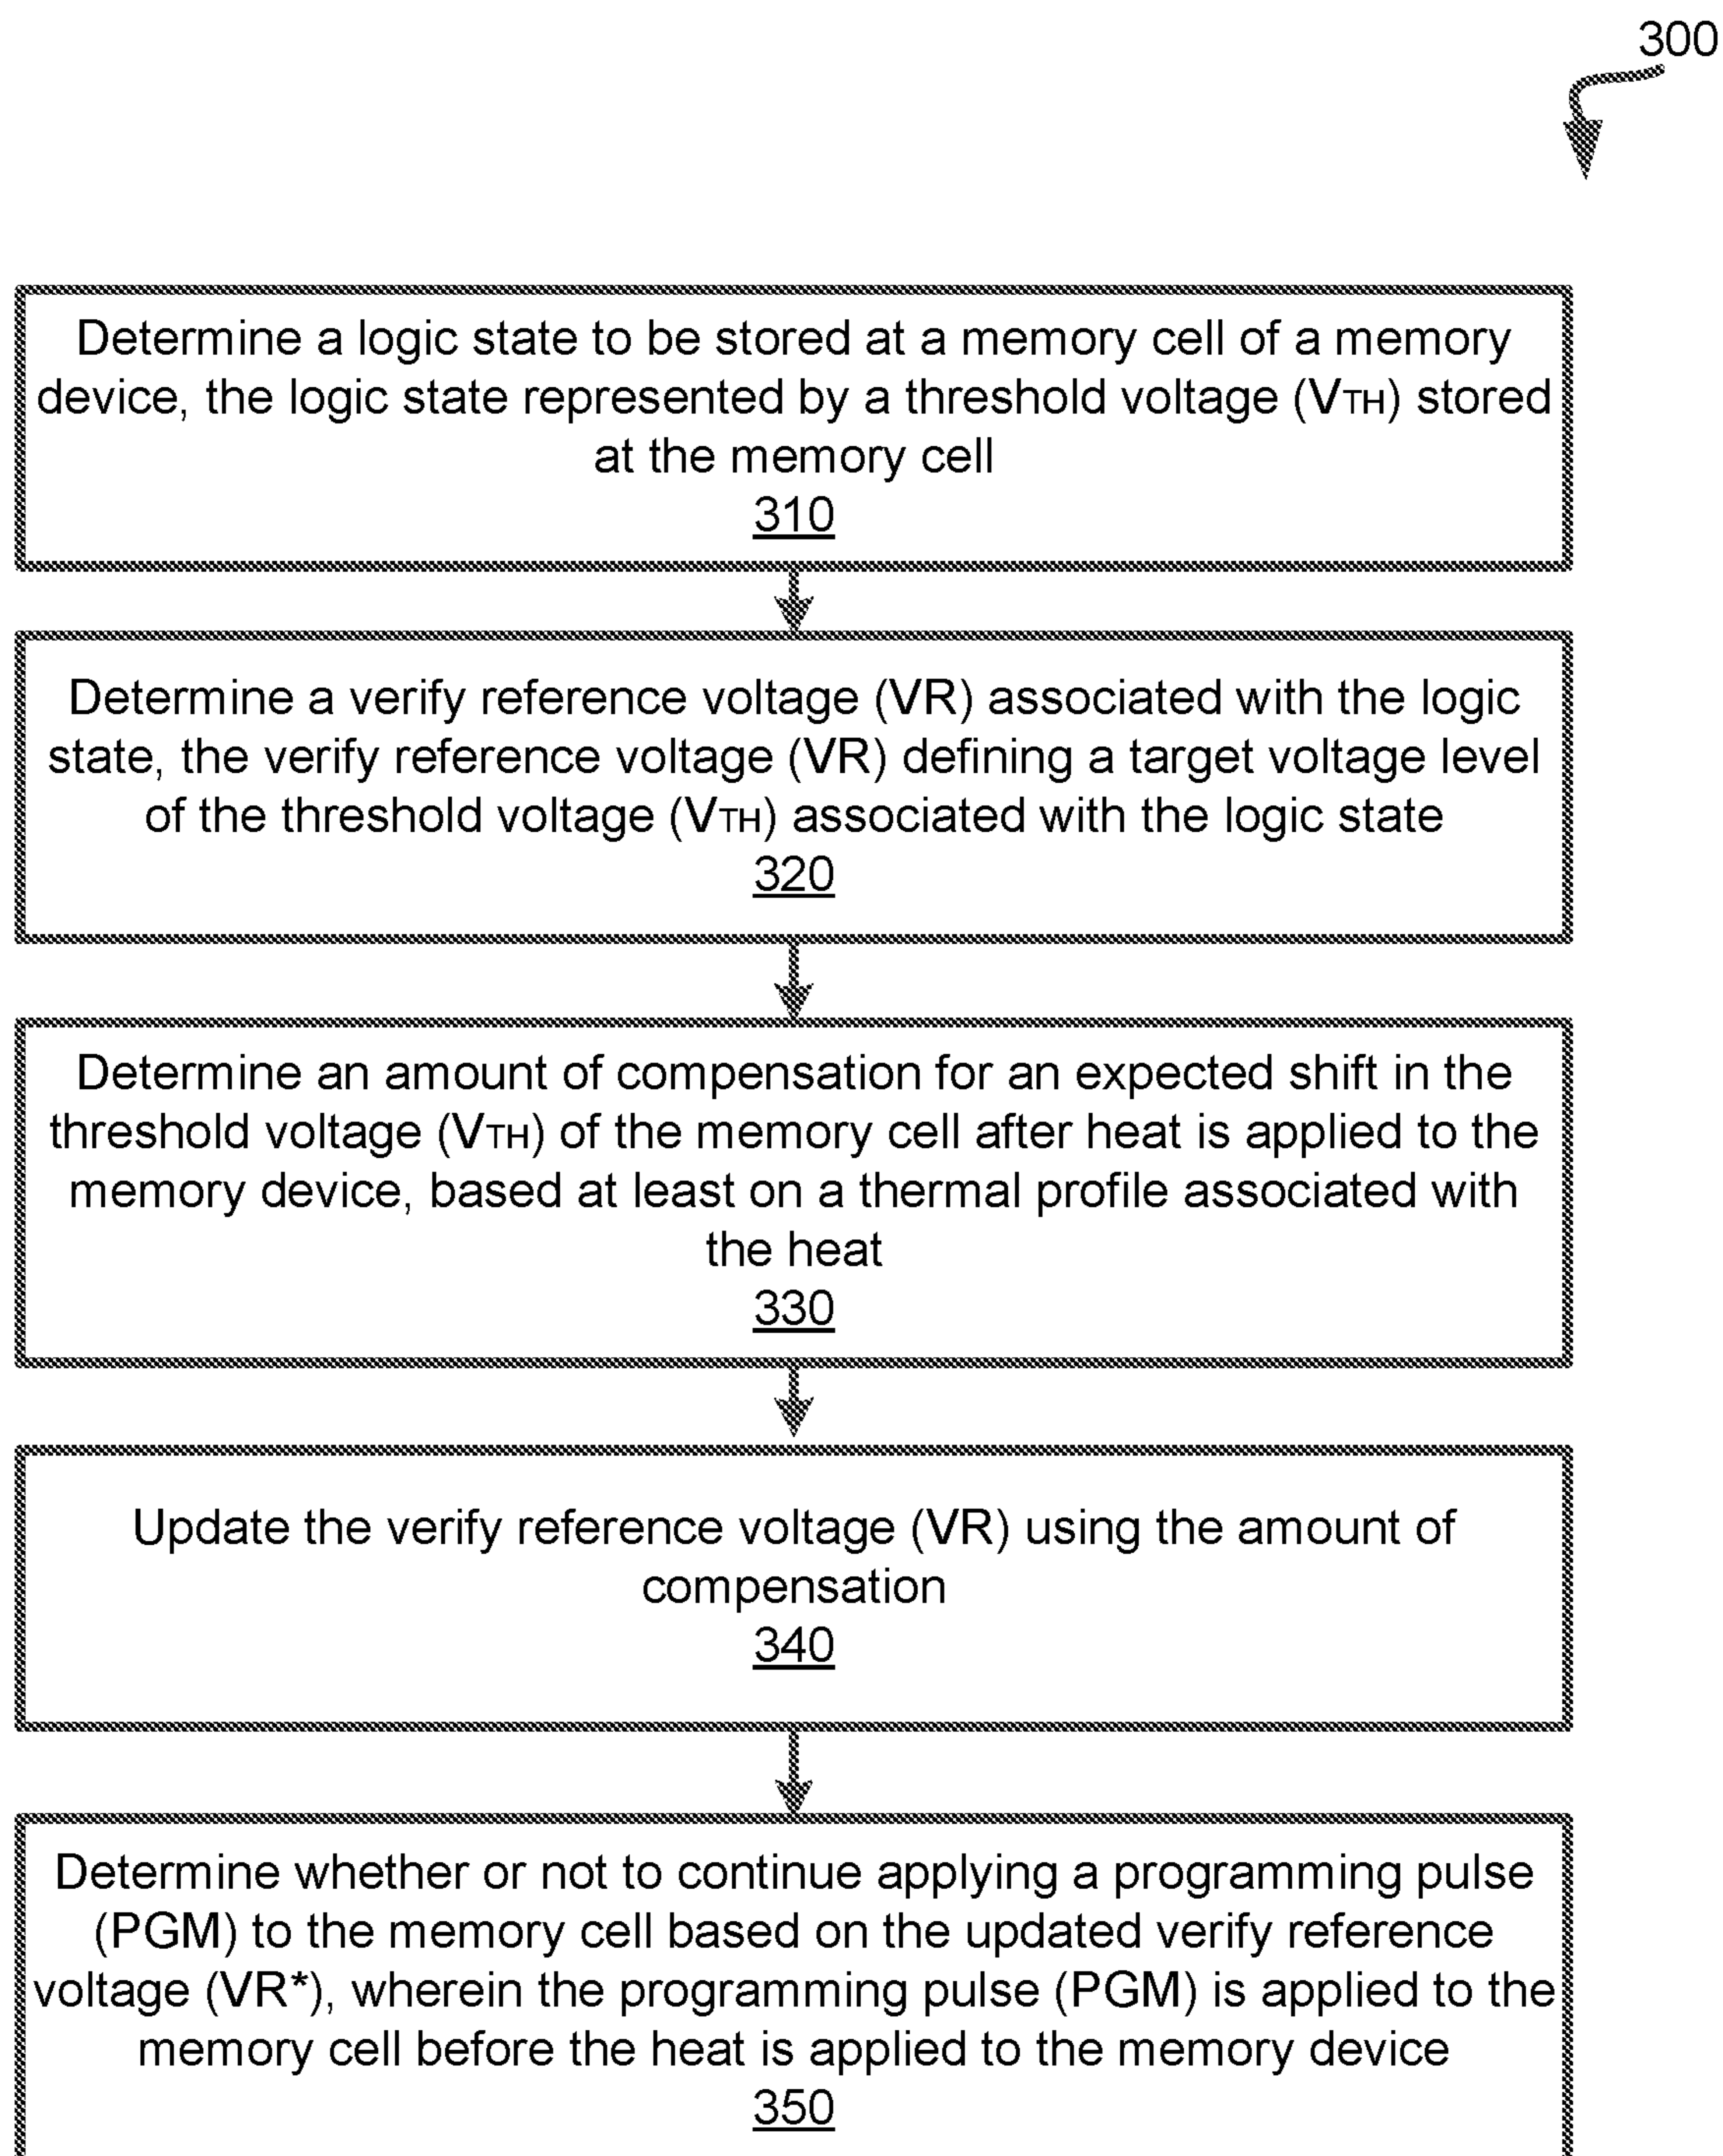 300
Determine a logic state to be stored at a memory cell of a memory
device, the logic state represented by a threshold voltage (VTH) stored
at the memory cell
310
Determine a verify reference voltage (VR) associated with the logic
state, the verify reference voltage (VR) defining a target voltage level
of the threshold voltage (VTH) associated with the logic state
320
Determine an amount of compensation for an expected shift in the
threshold voltage (VTH) of the memory cell after heat is applied to the
memory device, based at least on a thermal profile associated with
the heat
330
Update the verify reference voltage (VR) using the amount of
compensation
340
Determine whether or not to continue applying a programming pulse
(PGM) to the memory cell based on the updated verify reference
voltage (VR*), wherein the programming pulse (PGM) is applied to the
memory cell before the heat is applied to the memory device
350